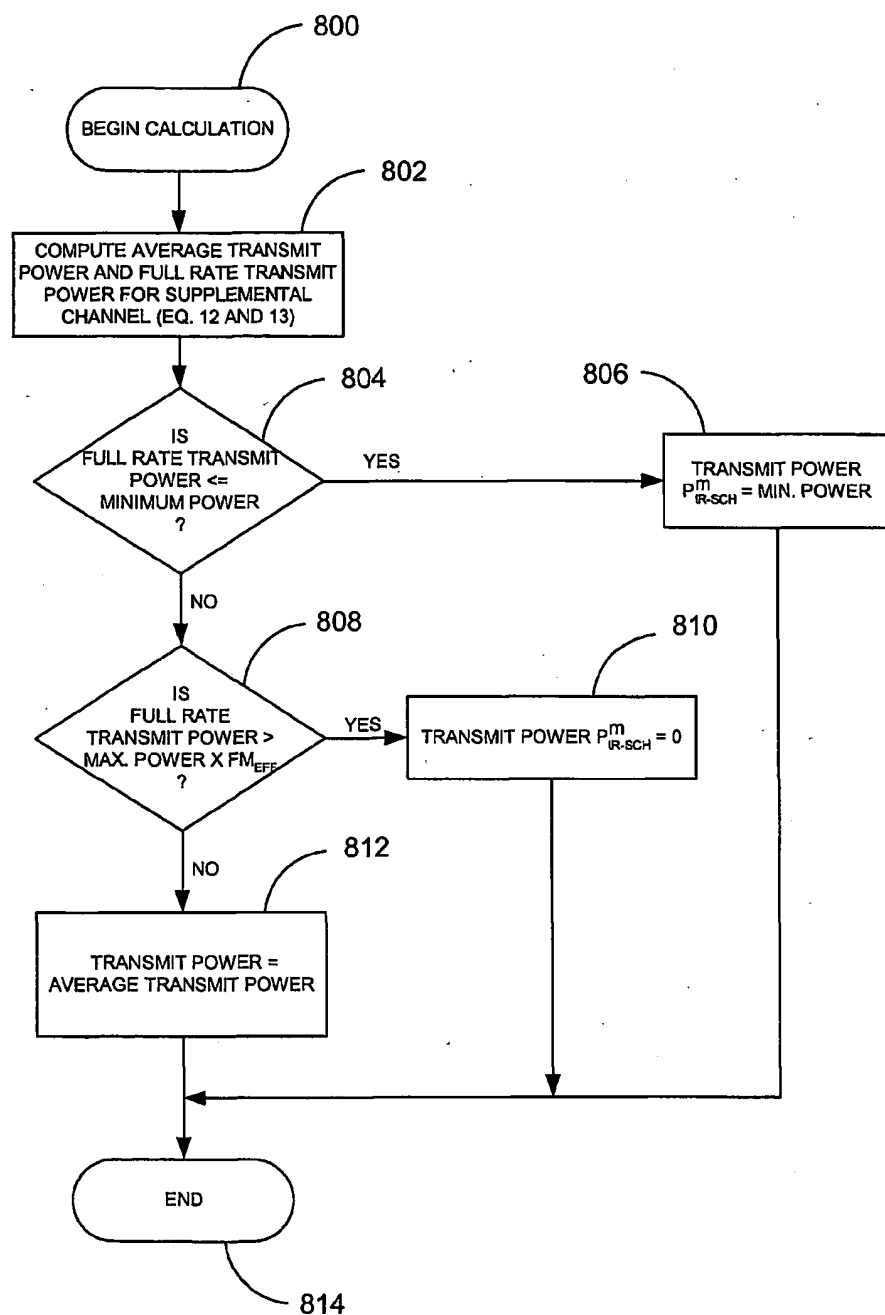 800
BEGIN CALCULATION
802
COMPUTE AVERAGE TRANSMIT
POWER AND FULL RATE TRANSMIT
POWER FOR SUPPLEMENTAL
CHANNEL (EQ. 12 AND 13)
804
IS
FULL RATE TRANSMIT
POWER <=
MINIMUM POWER
?
YES
806
TRANSMIT POWER
P^m_tR-SCH = MIN. POWER
NO
808
IS
FULL RATE
TRANSMIT POWER >
MAX. POWER X FM_EFF
?
YES
810
TRANSMIT POWER P^m_tR-SCH = 0
NO
812
TRANSMIT POWER =
AVERAGE TRANSMIT POWER
END
814